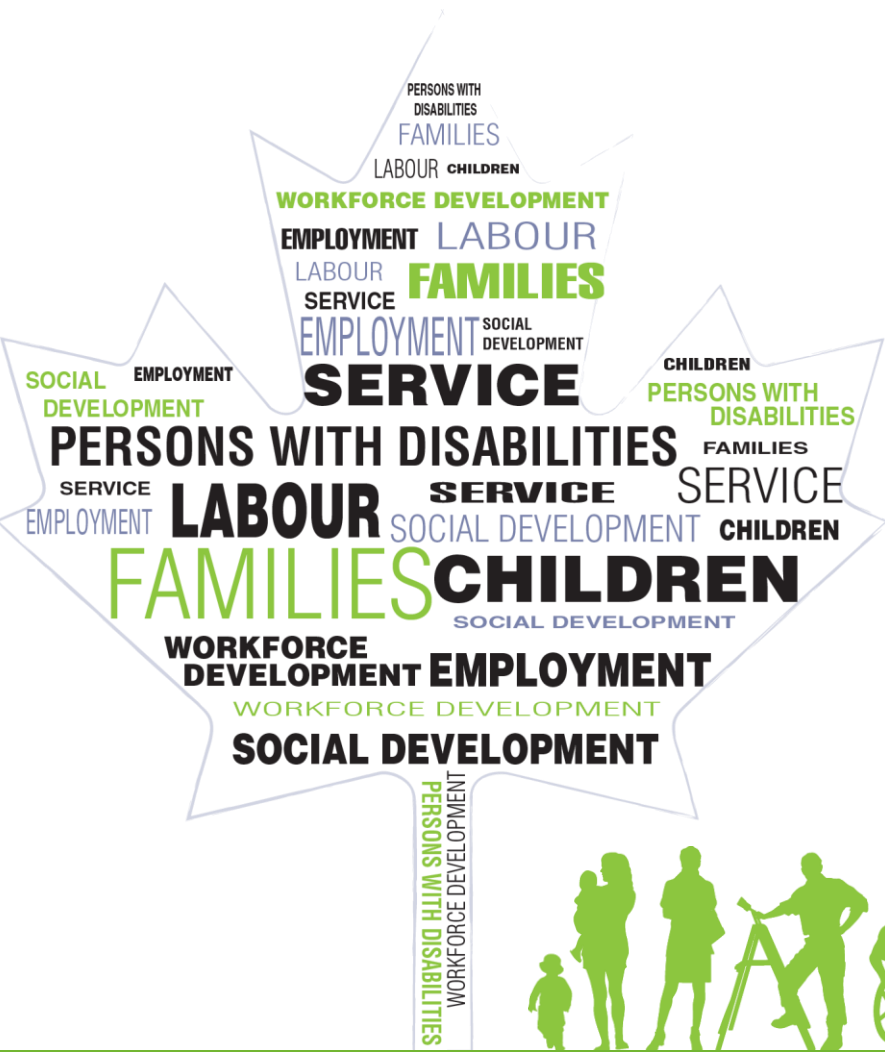 PERSONS WITH
DISABILITIES
FAMILIES
LABOUR CHILDREN
WORKFORCE DEVELOPMENT
EMPLOYMENT LABOUR
LABOUR FAMILIES
SERVICE
EMPLOYMENT SOCIAL
DEVELOPMENT
SERVICE
SOCIAL
DEVELOPMENT
EMPLOYMENT
CHILDREN
PERSONS WITH
DISABILITIES
PERSONS WITH DISABILITIES
FAMILIES
SERVICE
LABOUR
SERVICE
SERVICE
EMPLOYMENT
SOCIAL DEVELOPMENT
CHILDREN
FAMILIES
CHILDREN
SOCIAL DEVELOPMENT
WORKFORCE
DEVELOPMENT
EMPLOYMENT
WORKFORCE DEVELOPMENT
SOCIAL DEVELOPMENT
PERSONS WITH DISABILITIES
WORKFORCE DEVELOPMENT